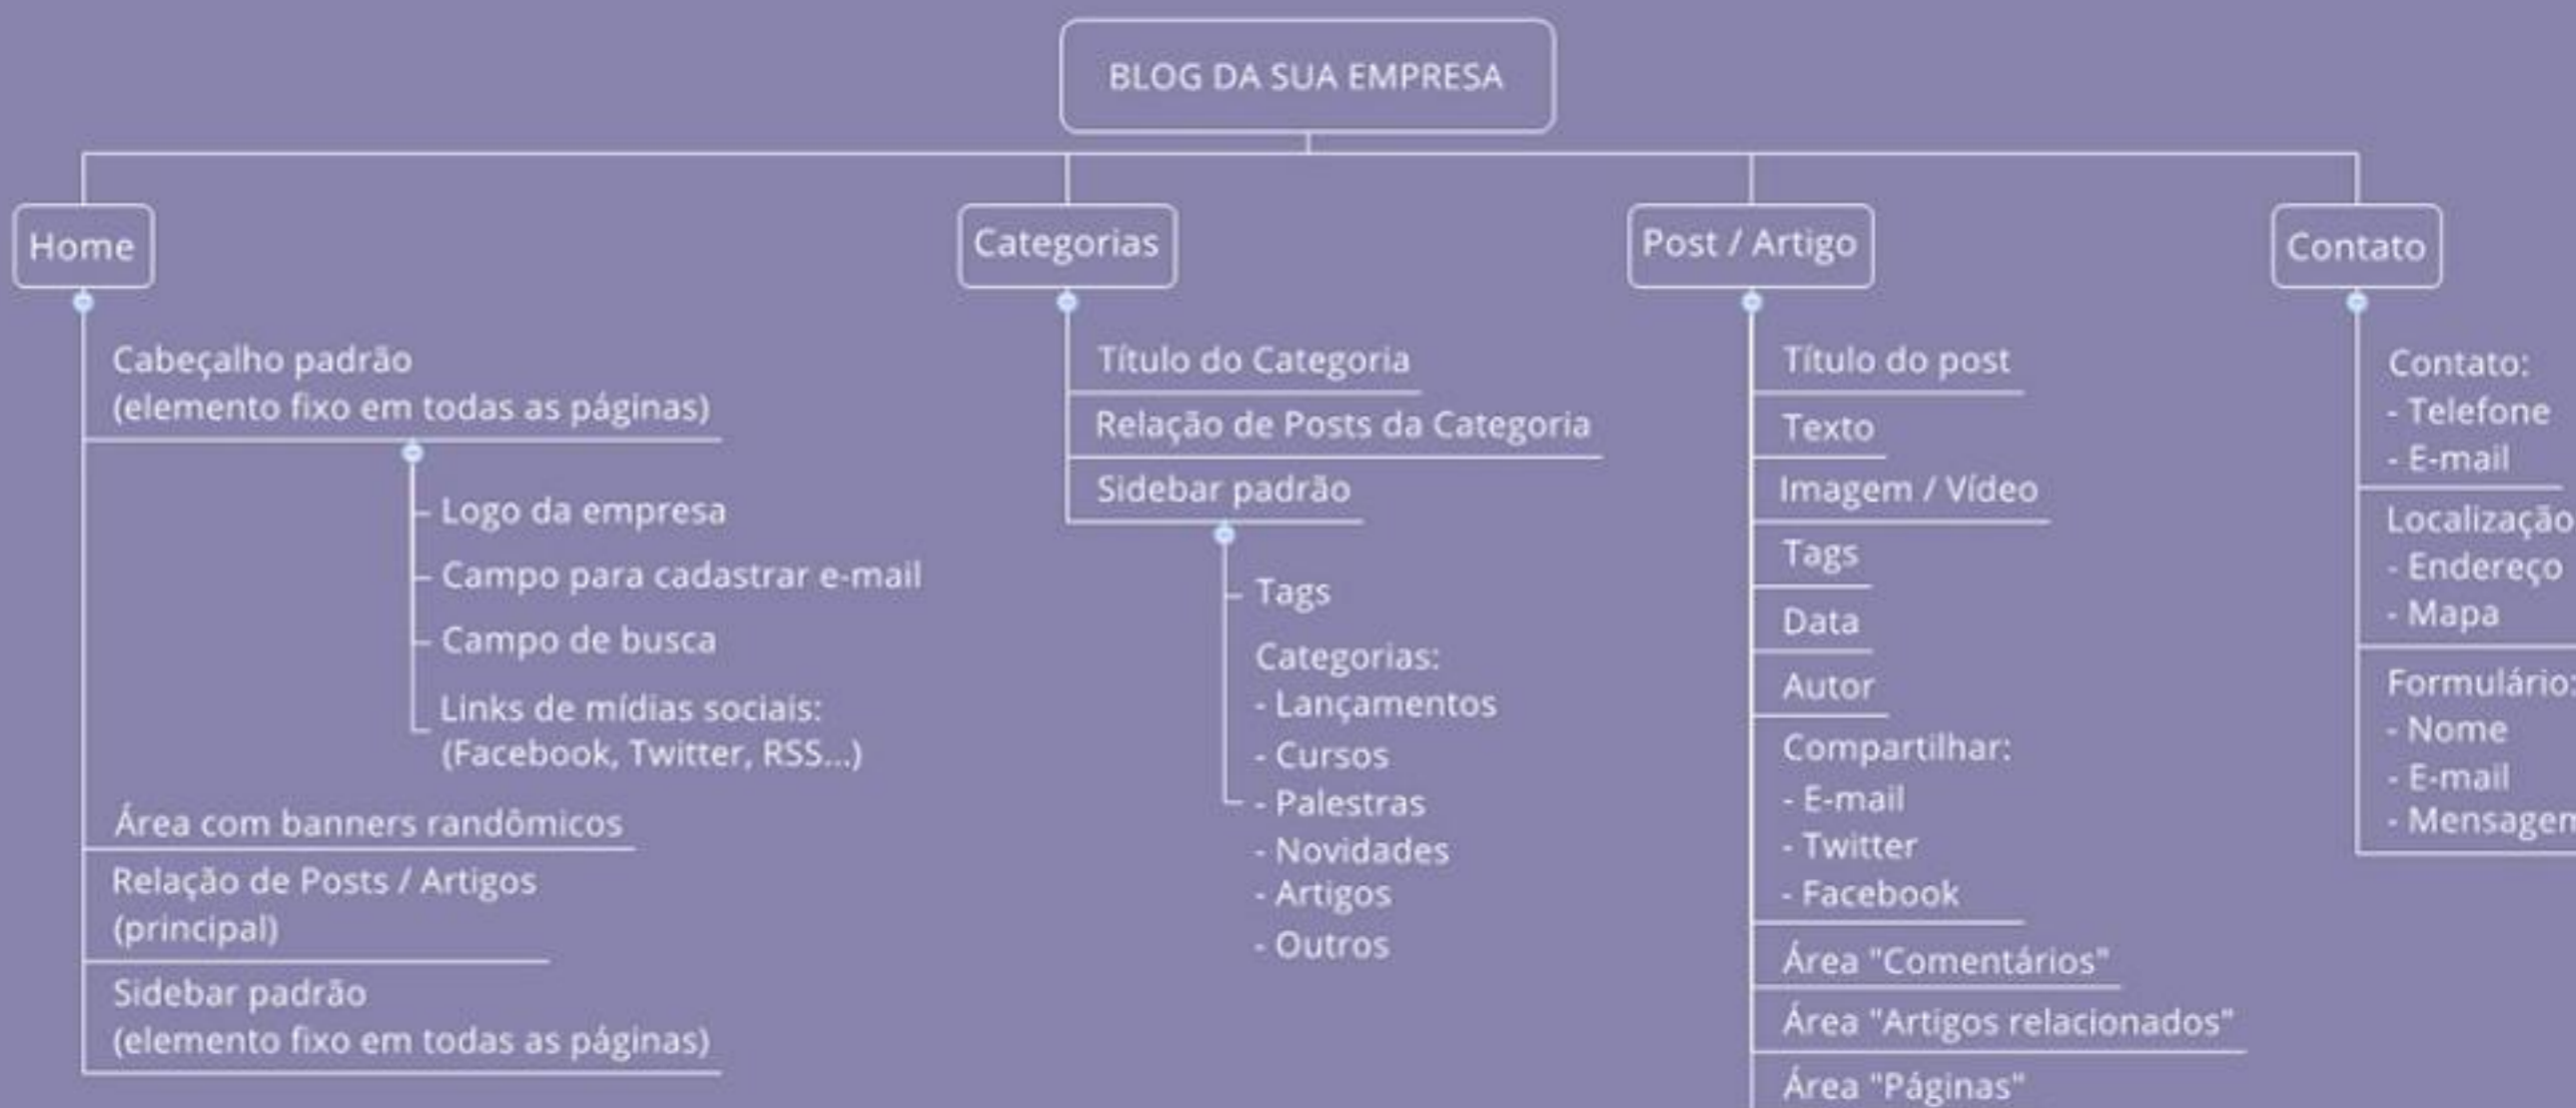 BLOG DA SUA EMPRESA
Home
Cabeçalho padrão
(elemento fixo em todas as páginas)
Logo da empresa
Campo para cadastrar e-mail
Campo de busca
Links de mídias sociais:
(Facebook, Twitter, RSS...)
Área com banners randômicos
Relação de Posts / Artigos
(principal)
Sidebar padrão
(elemento fixo em todas as páginas)
Categorias
Título do Categoria
Relação de Posts da Categoria
Sidebar padrão
Tags
Categorias:
- Lançamentos
- Cursos
- Palestras
- Novidades
- Artigos
- Outros
Post / Artigo
Título do post
Texto
Imagem / Vídeo
Tags
Data
Autor
Compartilhar:
- E-mail
- Twitter
- Facebook
Área "Comentários"
Área "Artigos relacionados"
Área "Páginas"
Contato
Contato:
- Telefone
- E-mail
Localização
- Endereço
- Mapa
Formulário:
- Nome
- E-mail
- Mensagem